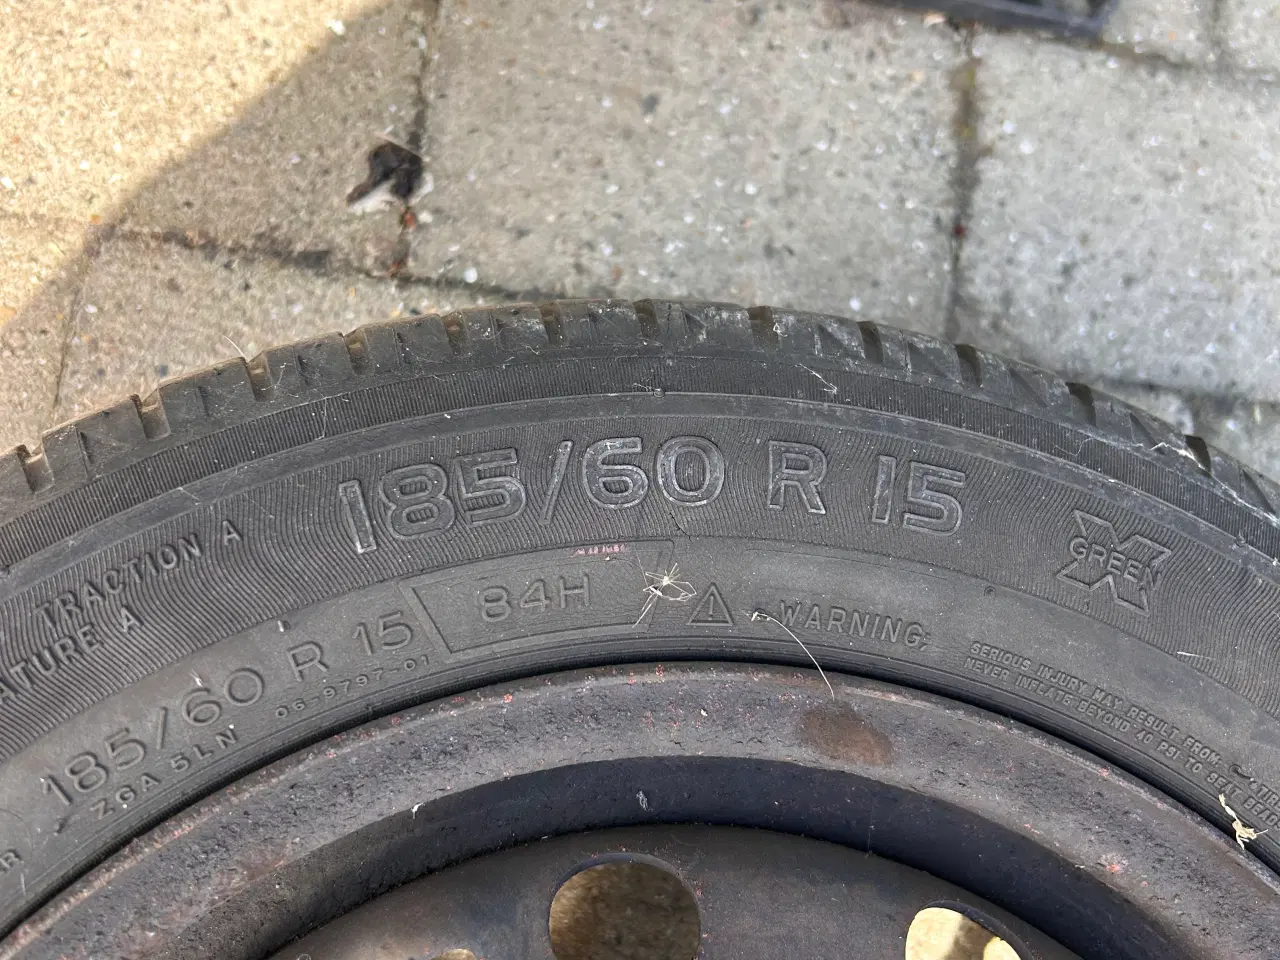 185/60 R 15
TRACTION A
ATURE A
GREEN X
84H
WARNING:
185/60 R 15
06-9797-01
ZGA 5LN
SERIOUS INJURY MAY RESULT FROM:
NEVER INFLATE BEYOND 40 PSI TO SEAT
R